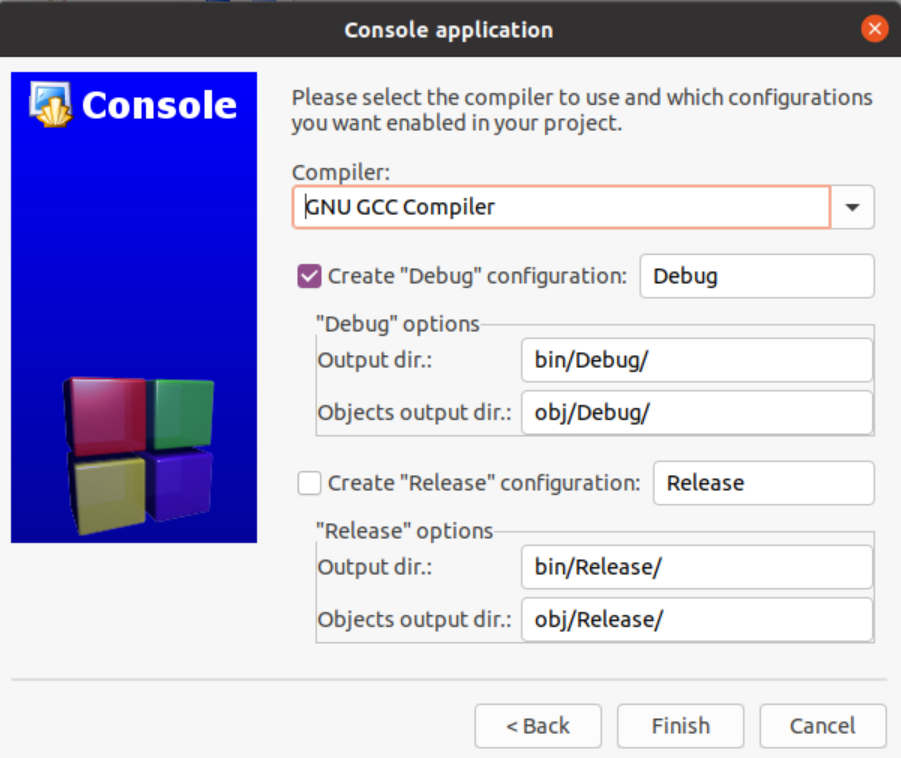 Console application
Console
Please select the compiler to use and which configurations
you want enabled in your project.
Compiler:
GNU GCC Compiler
Create "Debug" configuration: Debug
"Debug" options
Output dir.: bin/Debug/
Objects output dir.: obj/Debug/
Create "Release" configuration: Release
"Release" options
Output dir.: bin/Release/
Objects output dir.: obj/Release/
< Back Finish Cancel